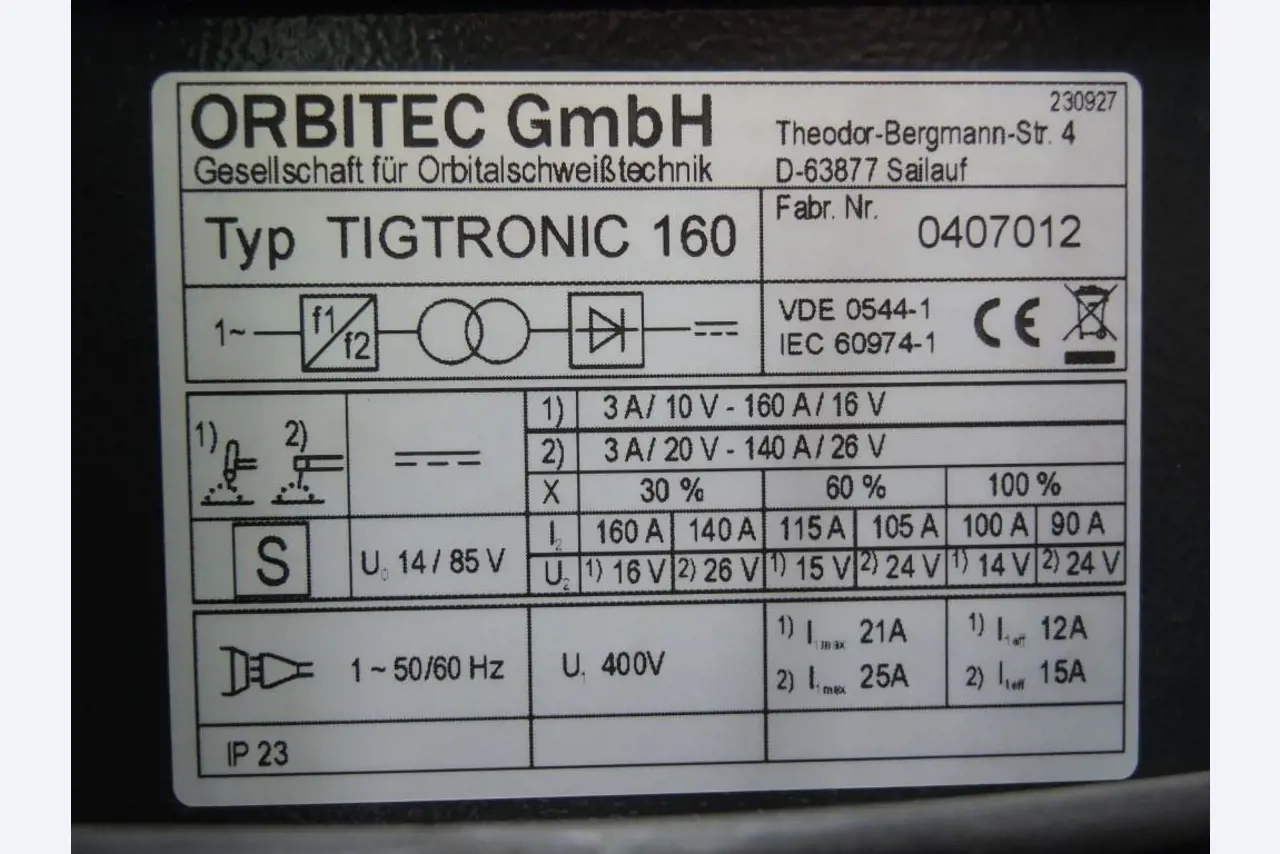 230927
ORBITEC GmbH
Gesellschaft für Orbitalschweißtechnik
Theodor-Bergmann-Str. 4
D-63877 Sailauf
Typ TIGTRONIC 160
Fabr. Nr. 0407012
1~ f1 f2
VDE 0544-1
IEC 60974-1
CE
1) 2)
1) 3 A / 10 V - 160 A / 16 V
2) 3 A / 20 V - 140 A / 26 V
X 30 % 60 % 100 %
I2 160 A 140 A 115 A 105 A 100 A 90 A
S U0 14 / 85 V
U2 1) 16 V 2) 26 V 1) 15 V 2) 24 V 1) 14 V 2) 24 V
1 ~ 50/60 Hz U1 400V
1) I1max 21A 1) I1eff 12A
2) I1max 25A 2) I1eff 15A
IP 23